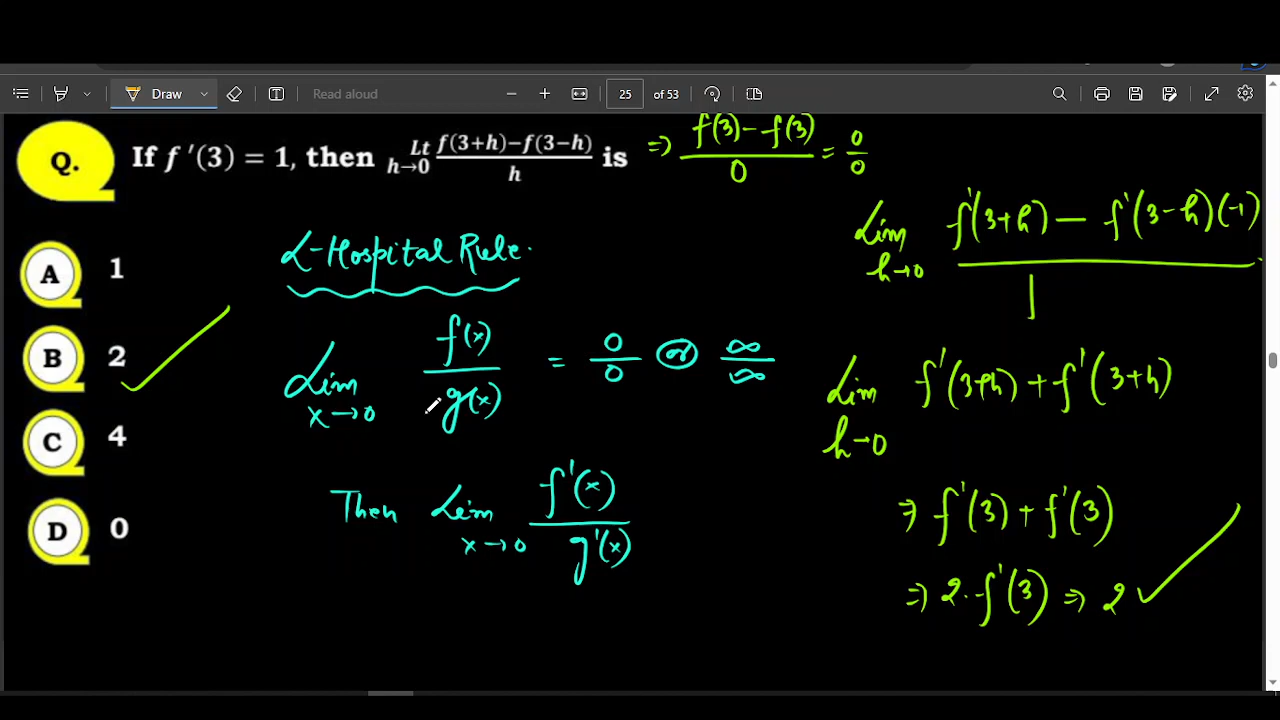 Draw
Read aloud
25 of 53
Q. If f '(3) = 1, then Lt h→0 f(3+h)−f(3−h) / h is
⇒ f(3) − f(3) / 0 = 0/0
A 1
B 2
C 4
D 0
L-Hospital Rule.
Lim x→0 f(x) / g(x) = 0/0 or ∞/∞
Then Lim x→0 f'(x) / g'(x)
Lim h→0 f'(3+h) − f'(3−h)(−1) / 1
Lim h→0 f'(3+h) + f'(3+h)
⇒ f'(3) + f'(3)
⇒ 2. f'(3) ⇒ 2